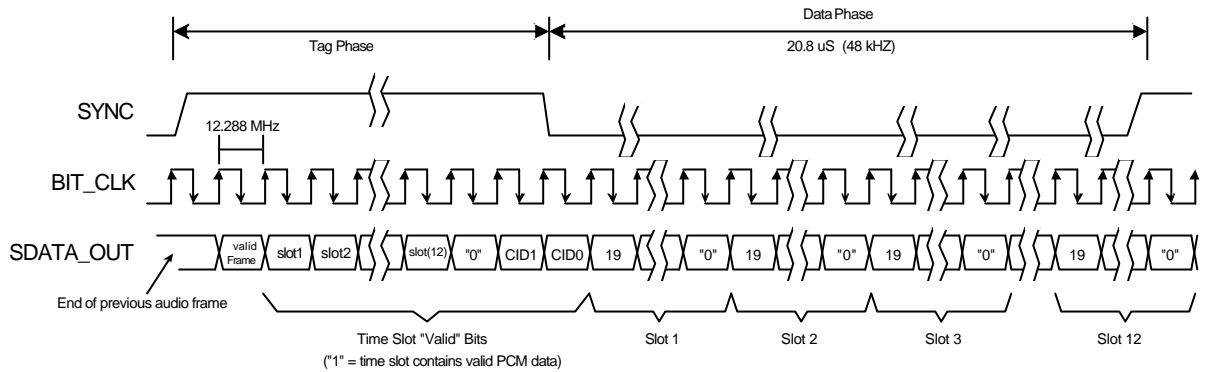 Data Phase
Tag Phase
20.8 uS (48 kHZ)
SYNC
12.288 MHz
BIT_CLK
SDATA_OUT
valid Frame
slot1
slot2
slot(12)
"0"
CID1
CID0
19
"0"
19
"0"
19
"0"
19
"0"
End of previous audio frame
Time Slot "Valid" Bits
("1" = time slot contains valid PCM data)
Slot 1
Slot 2
Slot 3
Slot 12